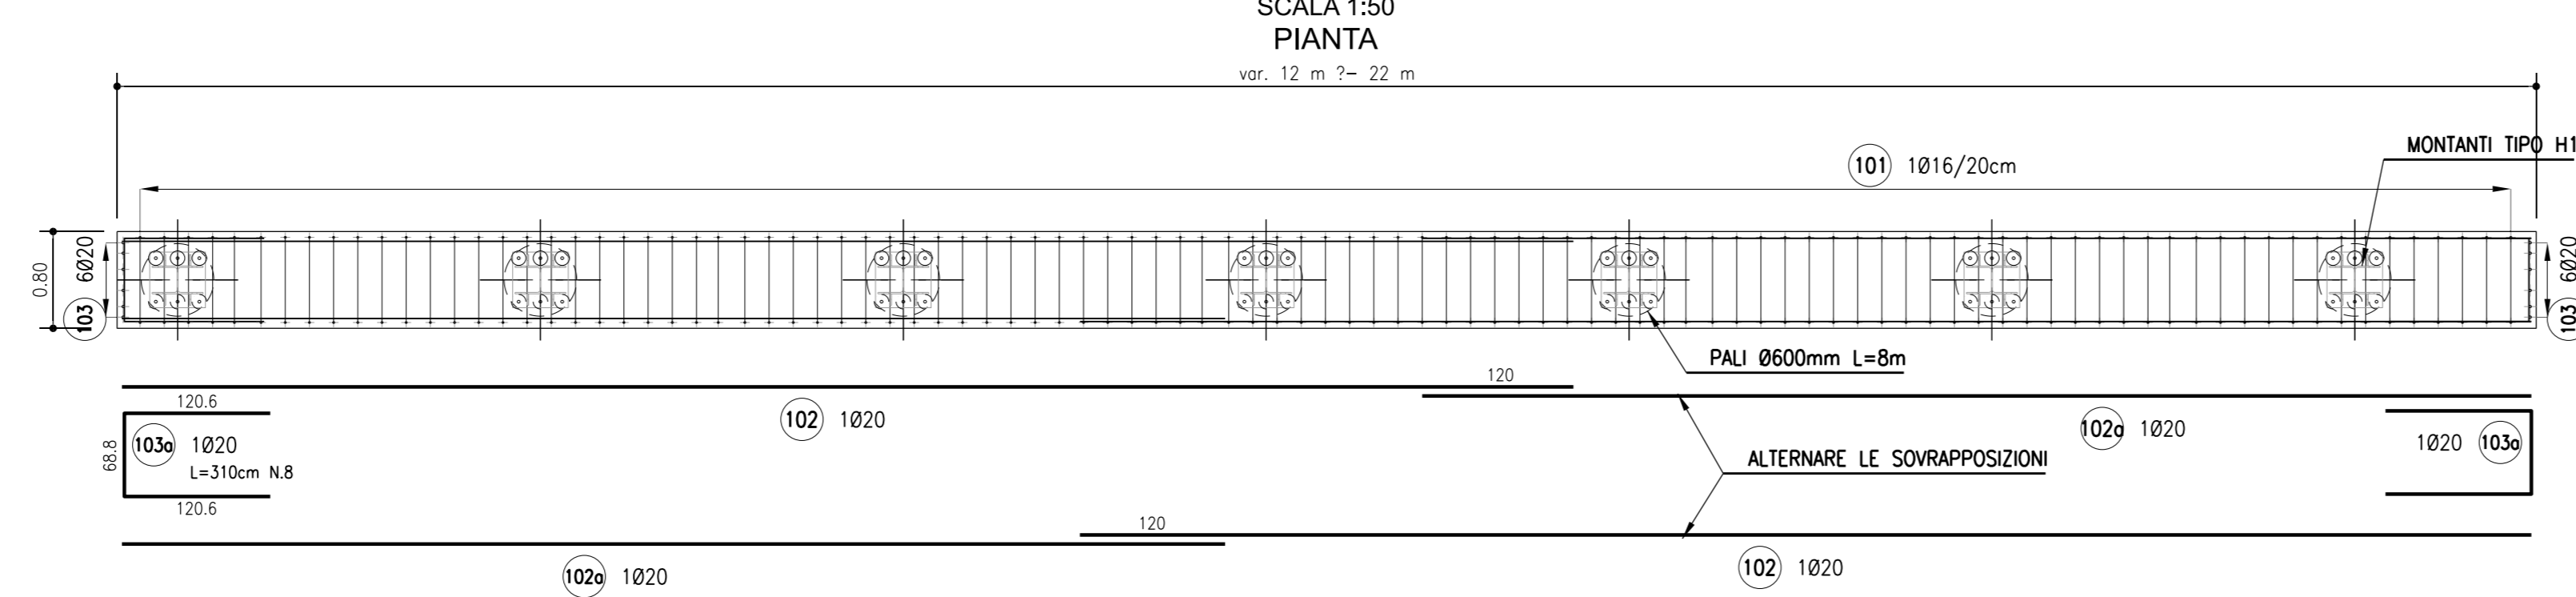 SCALA 1:50
PIANTA
var. 12 m ?– 22 m
MONTANTI TIPO H1
101 1Ø16/20cm
0.80
103 6Ø20
103 6Ø20
PALI Ø600mm L=8m
120
120.6
102 1Ø20
102a 1Ø20
68.8
103a 1Ø20
L=310cm N.8
1Ø20 103a
ALTERNARE LE SOVRAPPOSIZIONI
120.6
120
102a 1Ø20
102 1Ø20